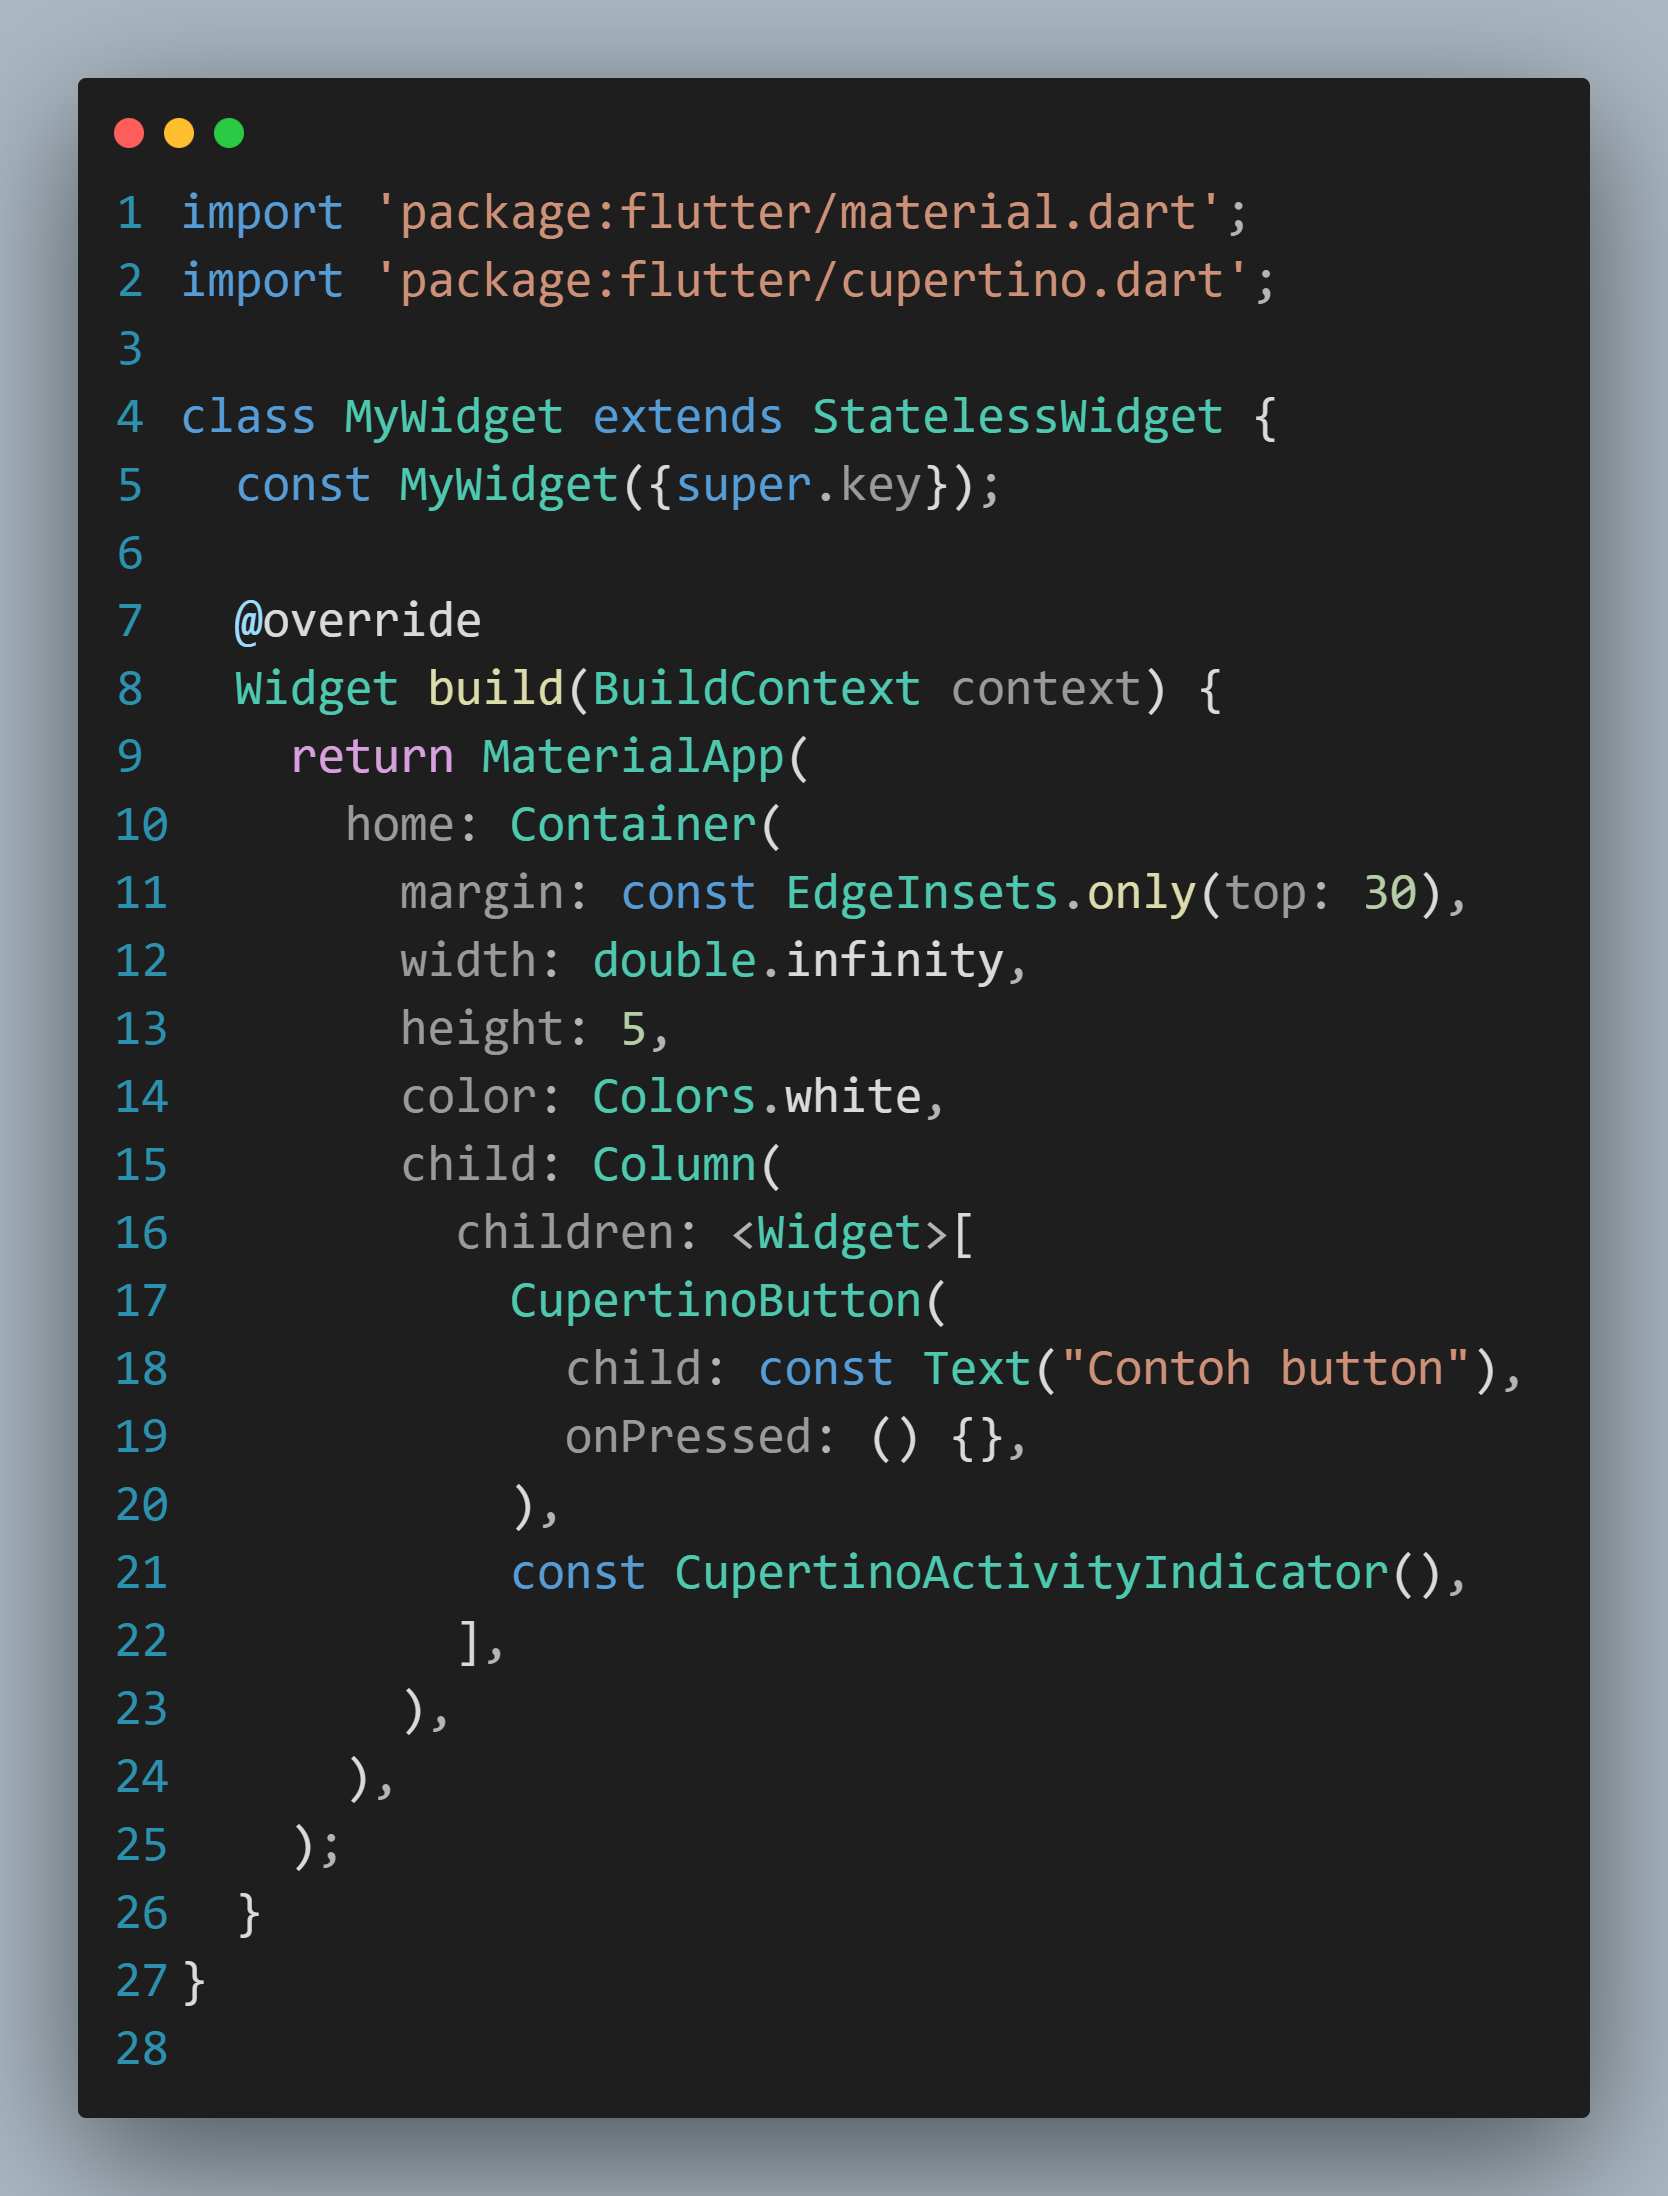 1 import 'package:flutter/material.dart';
2 import 'package:flutter/cupertino.dart';
3
4 class MyWidget extends StatelessWidget {
5   const MyWidget({super.key});
6
7   @override
8   Widget build(BuildContext context) {
9     return MaterialApp(
10       home: Container(
11         margin: const EdgeInsets.only(top: 30),
12         width: double.infinity,
13         height: 5,
14         color: Colors.white,
15         child: Column(
16           children: <Widget>[
17             CupertinoButton(
18               child: const Text("Contoh button"),
19               onPressed: () {},
20             ),
21             const CupertinoActivityIndicator(),
22           ],
23         ),
24       ),
25     );
26   }
27 }
28